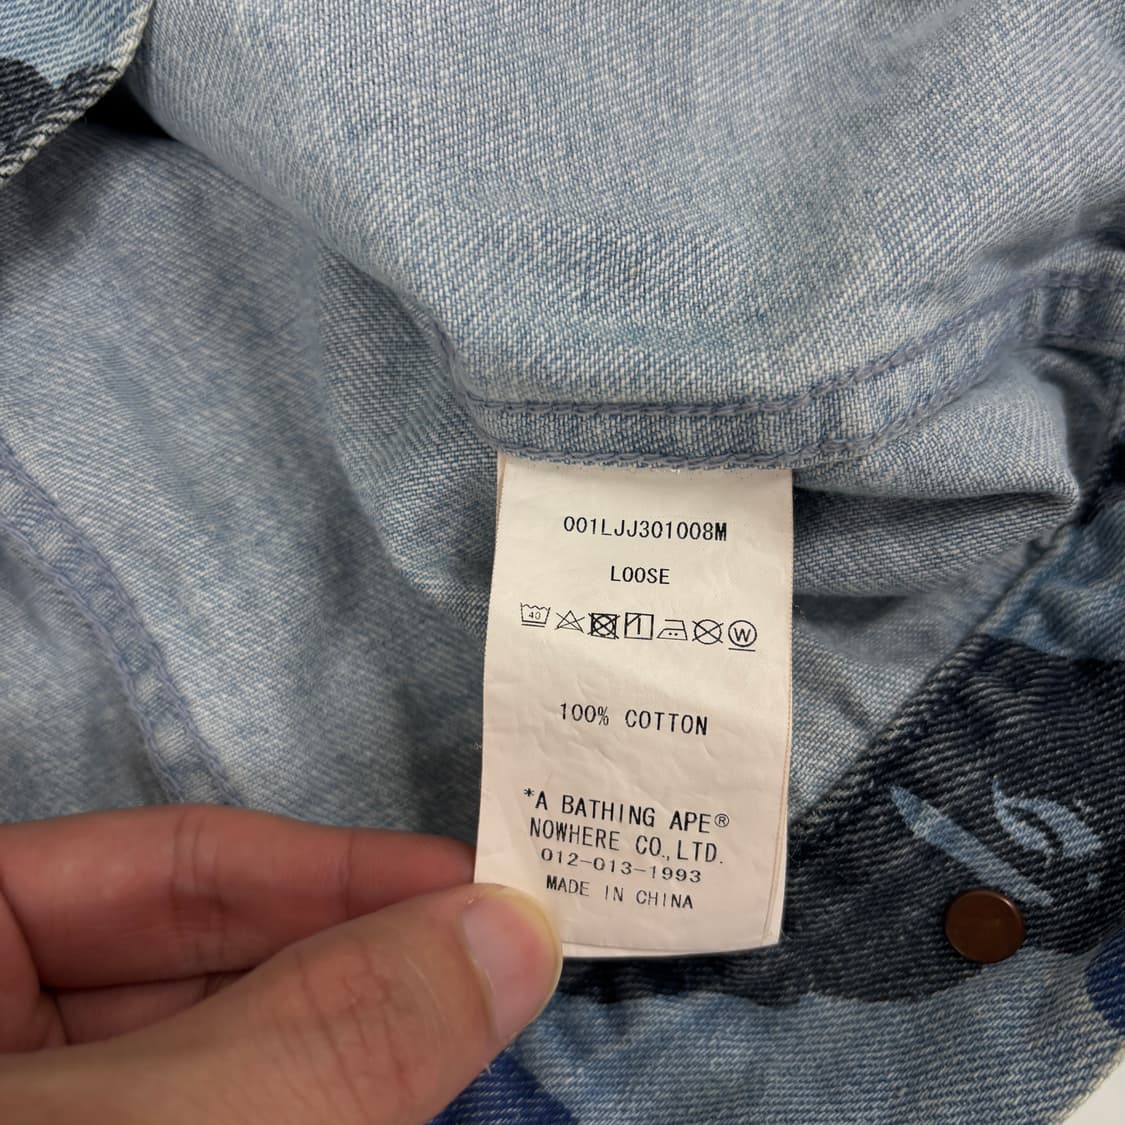 001LJJ301008M
LOOSE
40
W
100% COTTON
*A BATHING APE®
NOWHERE CO.,LTD.
012-013-1993
MADE IN CHINA